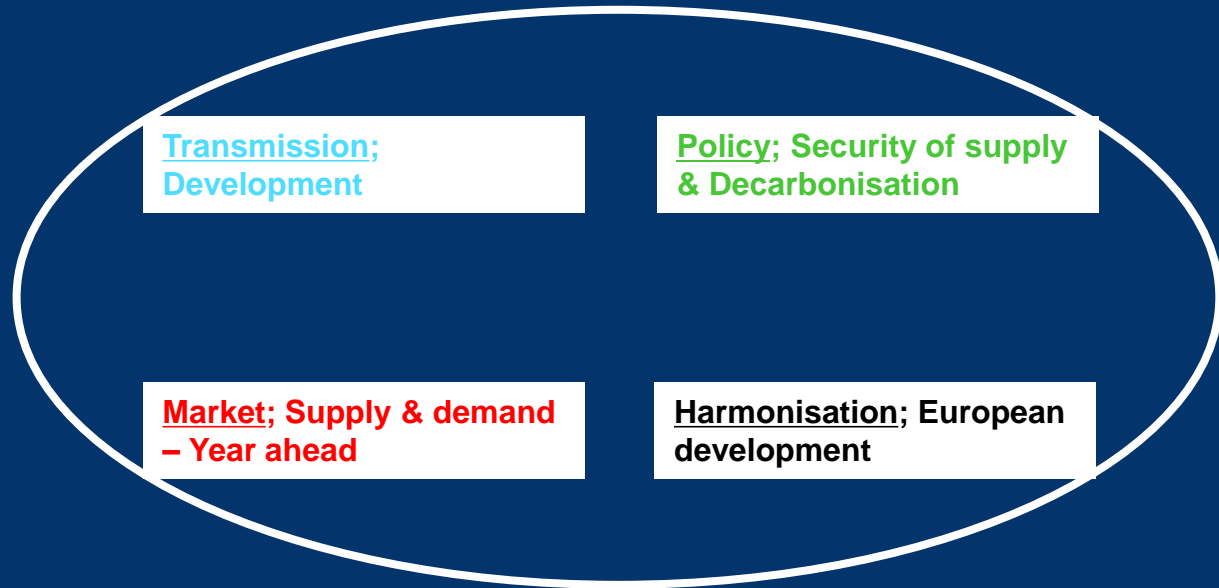 Transmission;
Development
Policy; Security of supply
& Decarbonisation
Market; Supply & demand
– Year ahead
Harmonisation; European
development